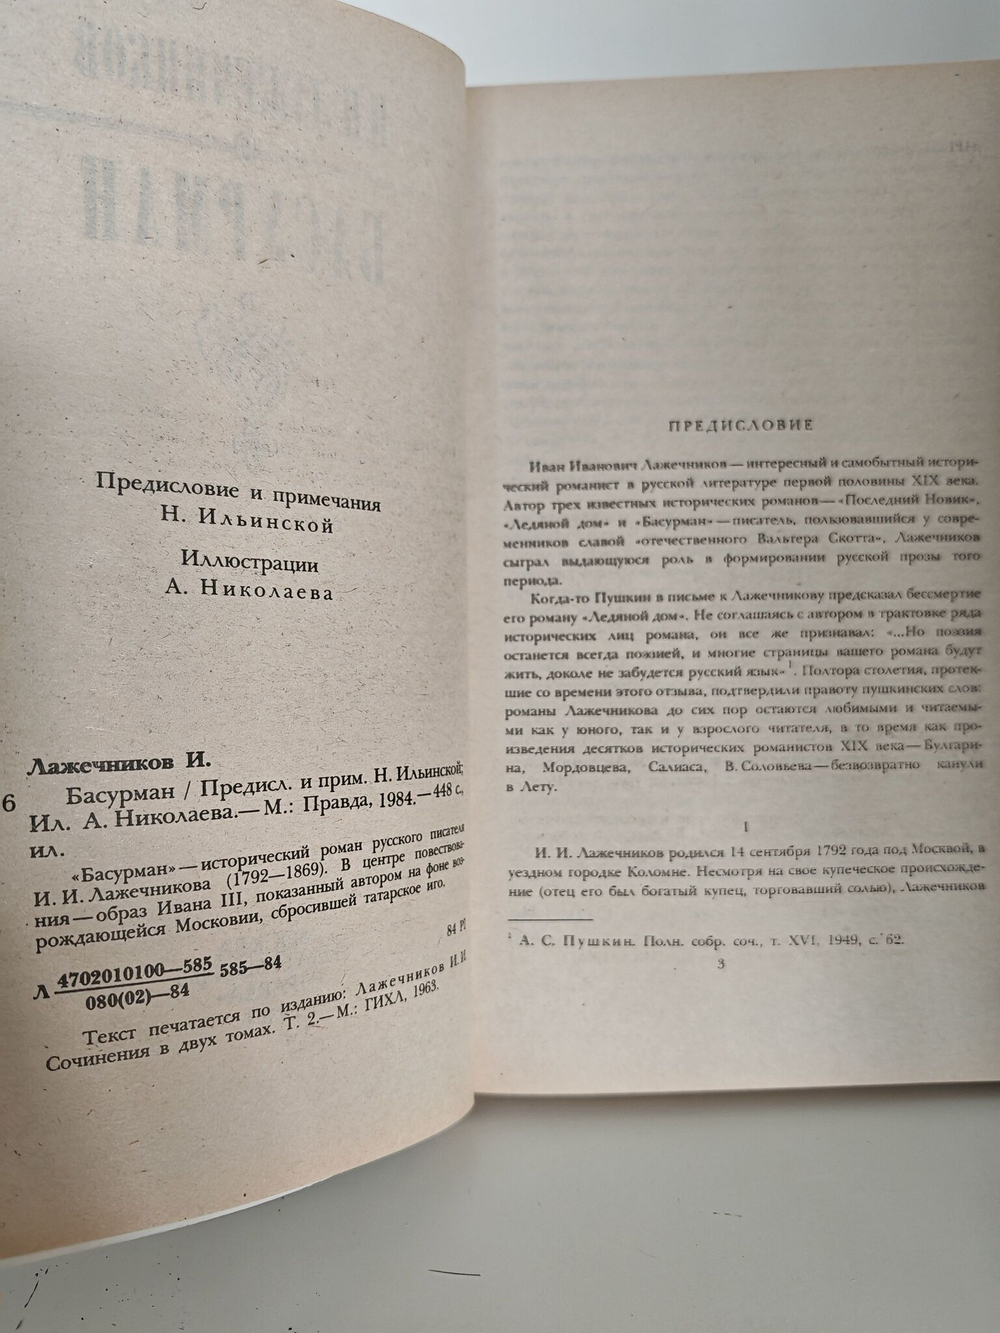 Предисловие и примечания
Н. Ильинской
Иллюстрации
А. Николаева
Лажечников И.
6 Басурман / Предисл. и прим. Н. Ильинской;
Ил. А. Николаева.— М.: Правда, 1984.— 448 с,
ил.
«Басурман» — исторический роман русского писателя
И. И. Лажечникова (1792—1869). В центре повествова-
ния — образ Ивана III, показанный автором на фоне воз-
рождающейся Московии, сбросившей татарское иго.
84 Р1
Л 4702010100—585 585—84
080(02)—84
Текст печатается по изданию: Лажечников И. И.
Сочинения в двух томах. Т. 2.— М.: ГИХЛ, 1963.
ПРЕДИСЛОВИЕ
Иван Иванович Лажечников — интересный и самобытный истори-
ческий романист в русской литературе первой половины XIX века.
Автор трех известных исторических романов — «Последний Новик»,
«Ледяной дом» и «Басурман» — писатель, пользовавшийся у совре-
менников славой «отечественного Вальтера Скотта», Лажечников
сыграл выдающуюся роль в формировании русской прозы того
периода.
Когда-то Пушкин в письме к Лажечникову предсказал бессмертие
его роману «Ледяной дом». Не соглашаясь с автором в трактовке ряда
исторических лиц романа, он все же признавал: «...Но поэзия
останется всегда поэзией, и многие страницы вашего романа будут
жить, доколе не забудется русский язык»1. Полтора столетия, протек-
шие со времени этого отзыва, подтвердили правоту пушкинских слов:
романы Лажечникова до сих пор остаются любимыми и читаемы-
ми как у юного, так и у взрослого читателя, в то время как про-
изведения десятков исторических романистов XIX века — Булгари-
на, Мордовцева, Салиаса, В. Соловьева — безвозвратно канули
в Лету.
I
И. И. Лажечников родился 14 сентября 1792 года под Москвой, в
уездном городке Коломне. Несмотря на свое купеческое происхожде-
ние (отец его был богатый купец, торговавший солью), Лажечников
1 А. С. Пушкин. Полн. собр. соч., т. XVI, 1949, с. 62.
3